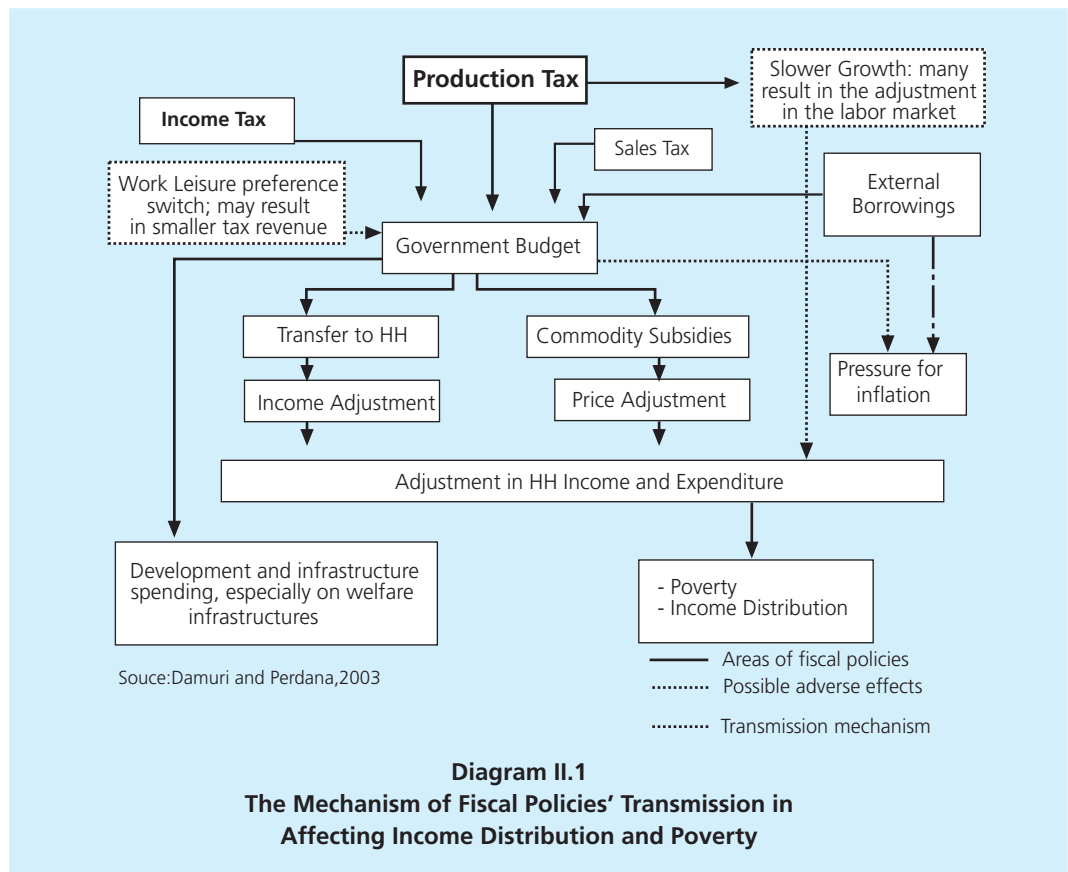 Production Tax
Slower Growth: many
result in the adjustment
in the labor market
Income Tax
Sales Tax
External
Borrowings
Work Leisure preference
switch; may result
in smaller tax revenue
Government Budget
Transfer to HH
Commodity Subsidies
Pressure for
inflation
Income Adjustment
Price Adjustment
Adjustment in HH Income and Expenditure
Development and infrastructure
spending, especially on welfare
infrastructures
- Poverty
- Income Distribution
Souce:Damuri and Perdana,2003
Areas of fiscal policies
Possible adverse effects
Transmission mechanism
Diagram II.1
The Mechanism of Fiscal Policies’ Transmission in
Affecting Income Distribution and Poverty